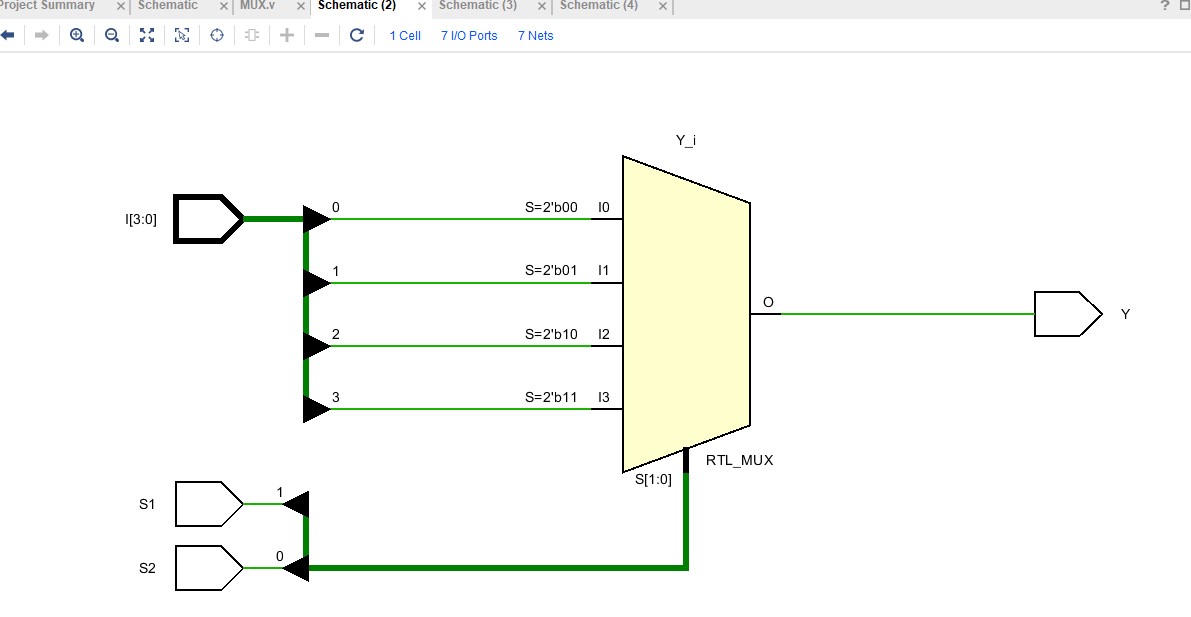 Project Summary × Schematic × MUX.v × Schematic (2) × Schematic (3) × Schematic (4) × ?
1 Cell 7 I/O Ports 7 Nets
Y_i
I[3:0] 0 S=2'b00 I0
1 S=2'b01 I1
O Y
2 S=2'b10 I2
3 S=2'b11 I3
RTL_MUX
S[1:0]
S1 1
S2 0